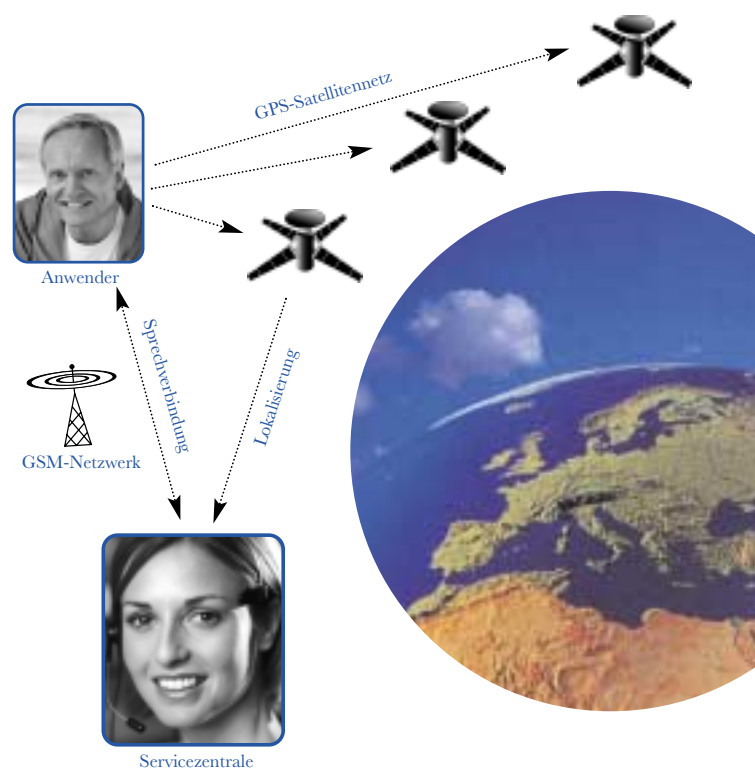 GPS-Satellitennetz
Anwender
Sprechverbindung
Lokalisierung
GSM-Netzwerk
Servicezentrale